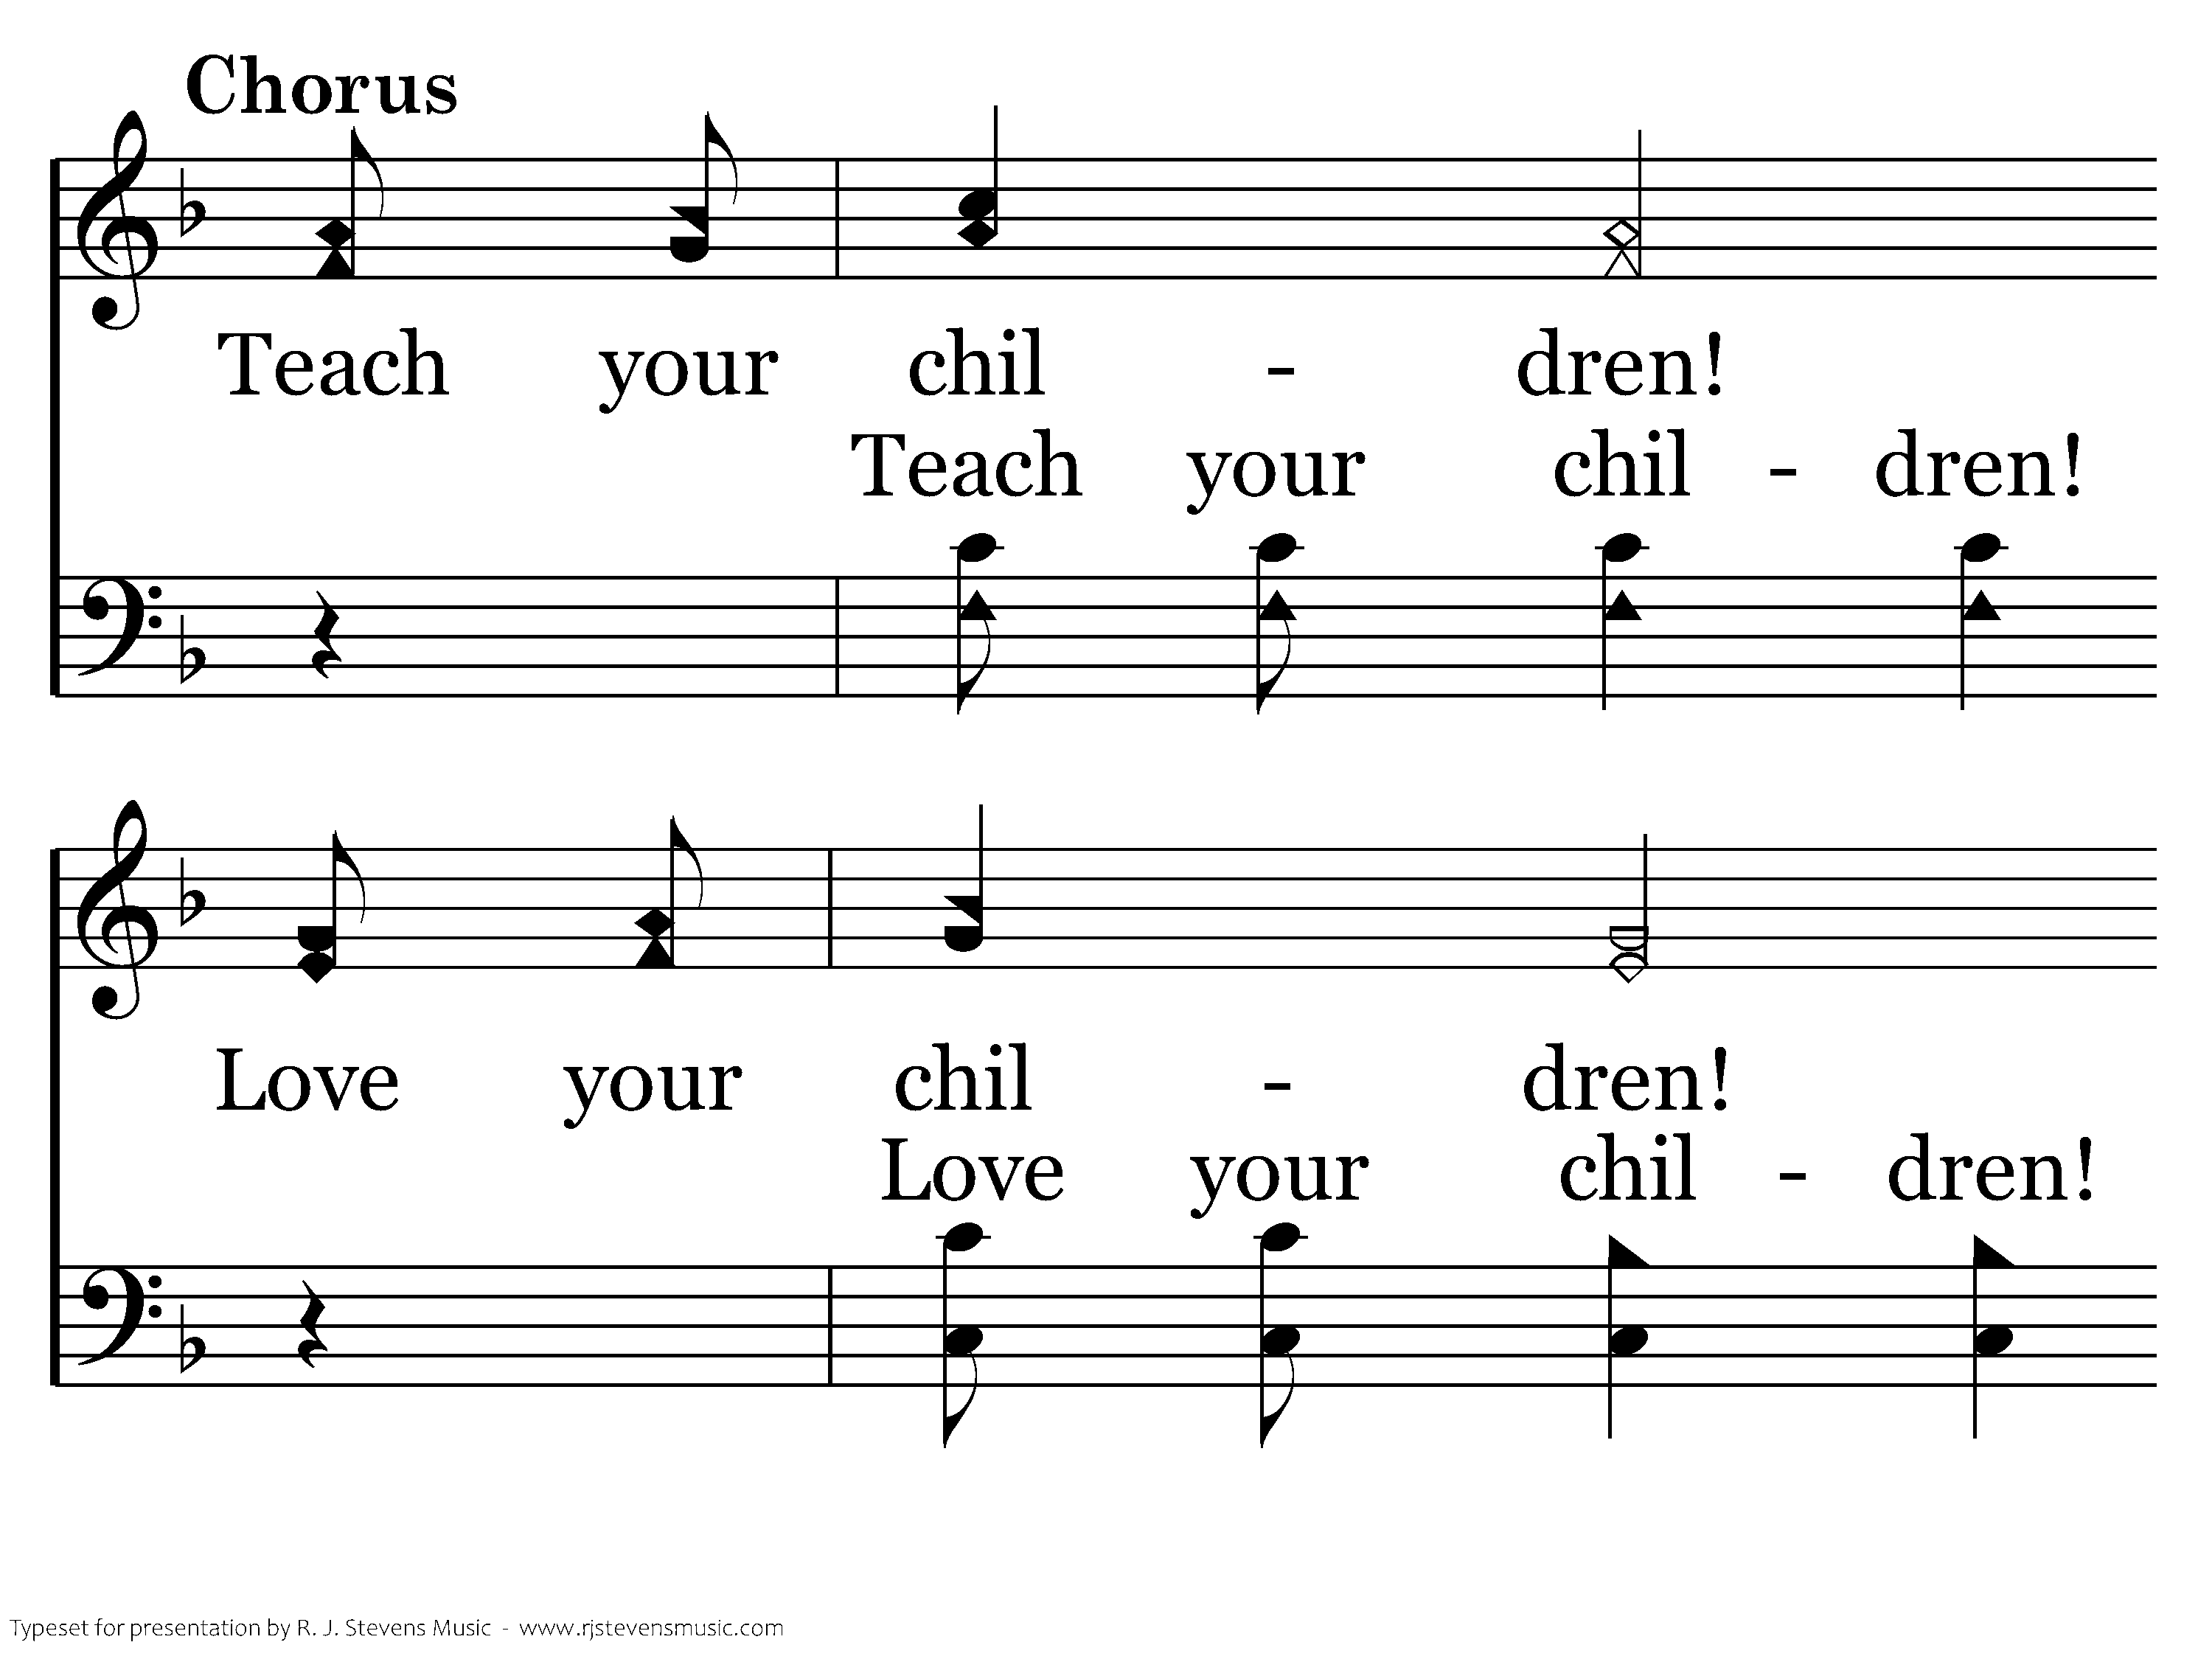 Chorus
Teach your chil - dren!
Teach your chil - dren!
Love your chil - dren!
Love your chil - dren!
Typeset for presentation by R. J. Stevens Music - www.rjstevensmusic.com